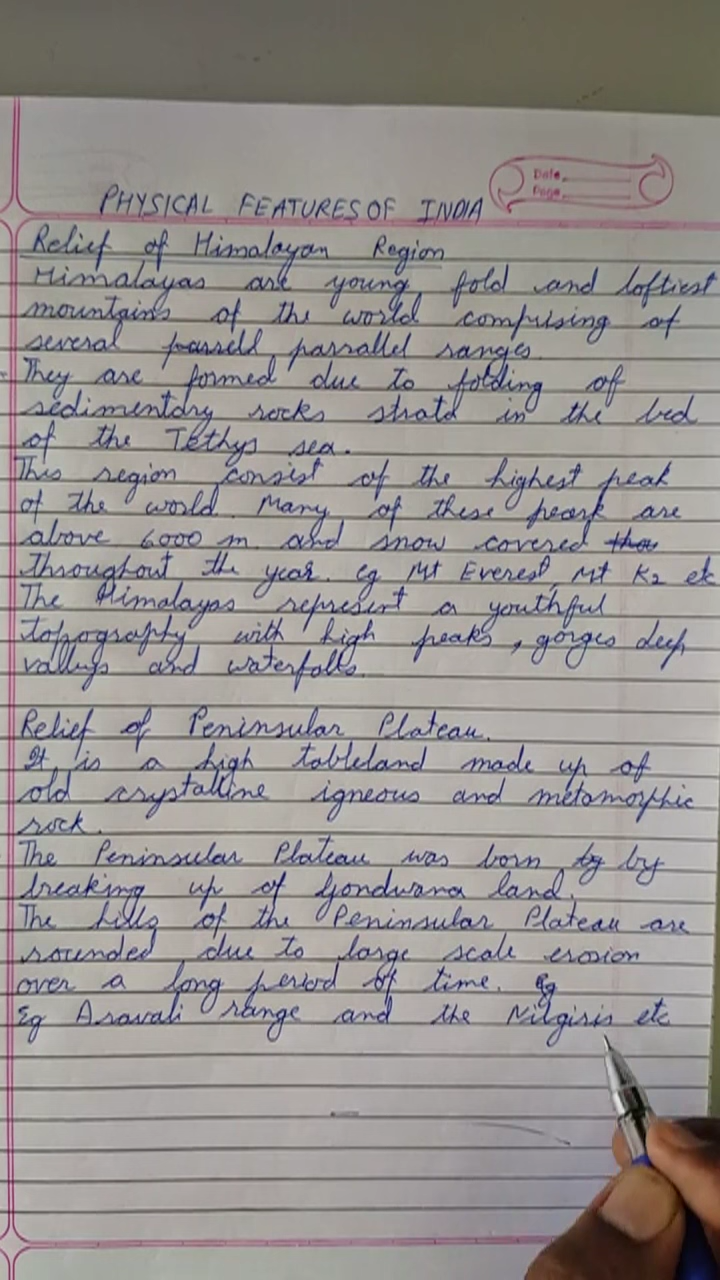 Date
Page
PHYSICAL FEATURES OF INDIA
Relief of Himalayan Region
Himalayas are young fold and loftiest
mountains of the world comprising of
several parrell parrallel ranges.
They are formed due to folding of
sedimentary rocks strata in the bed
of the Tethys sea.
This region consist of the highest peak
of the world. Many of these peark are
above 6000 m. and snow covered thou
throughout the year. eg Mt Everest, Mt K2 etc
The Himalayas represent a youthful
topography with high peaks, gorges deep
valleys and waterfalls.
Relief of Peninsular Plateau.
It is a high tableland made up of
old crystalline igneous and metamorphic
rock.
The Peninsular Plateau was born by by
breaking up of Gondwana land.
The hills of the Peninsular Plateau are
rounded due to large scale erosion
over a long period of time. Eg
Eg Aravali range and the Nilgiris etc